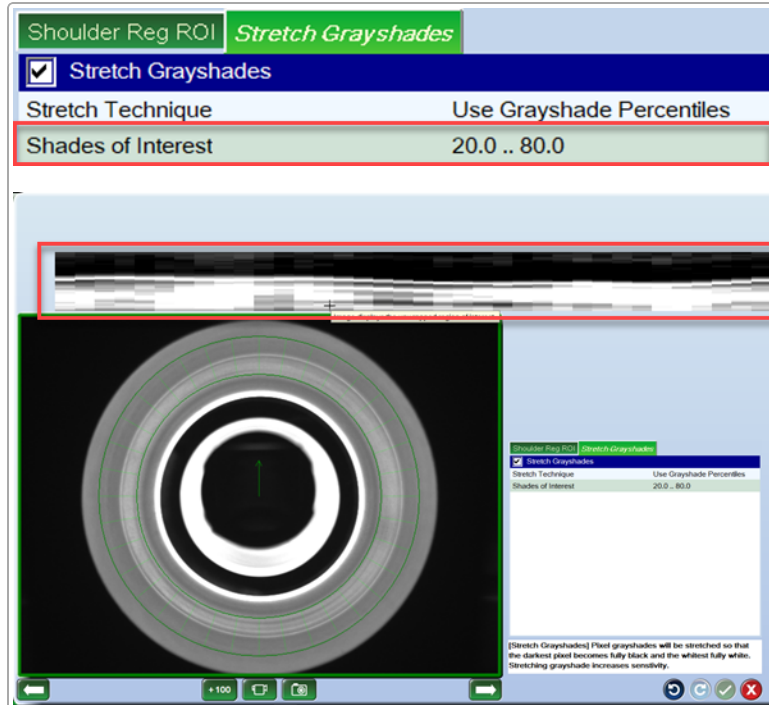 Shoulder Reg ROI Stretch Grayshades
Stretch Grayshades
Stretch Technique Use Grayshade Percentiles
Shades of Interest 20.0 .. 80.0
Shoulder Reg ROI Stretch Grayshades
Stretch Grayshades
Stretch Technique Use Grayshade Percentiles
Shades of Interest 20.0 .. 80.0
[Stretch Grayshades] Pixel grayshades will be stretched so that
the darkest pixel becomes fully black and the whitest fully white.
Stretching grayshade increases senstivity.
+100